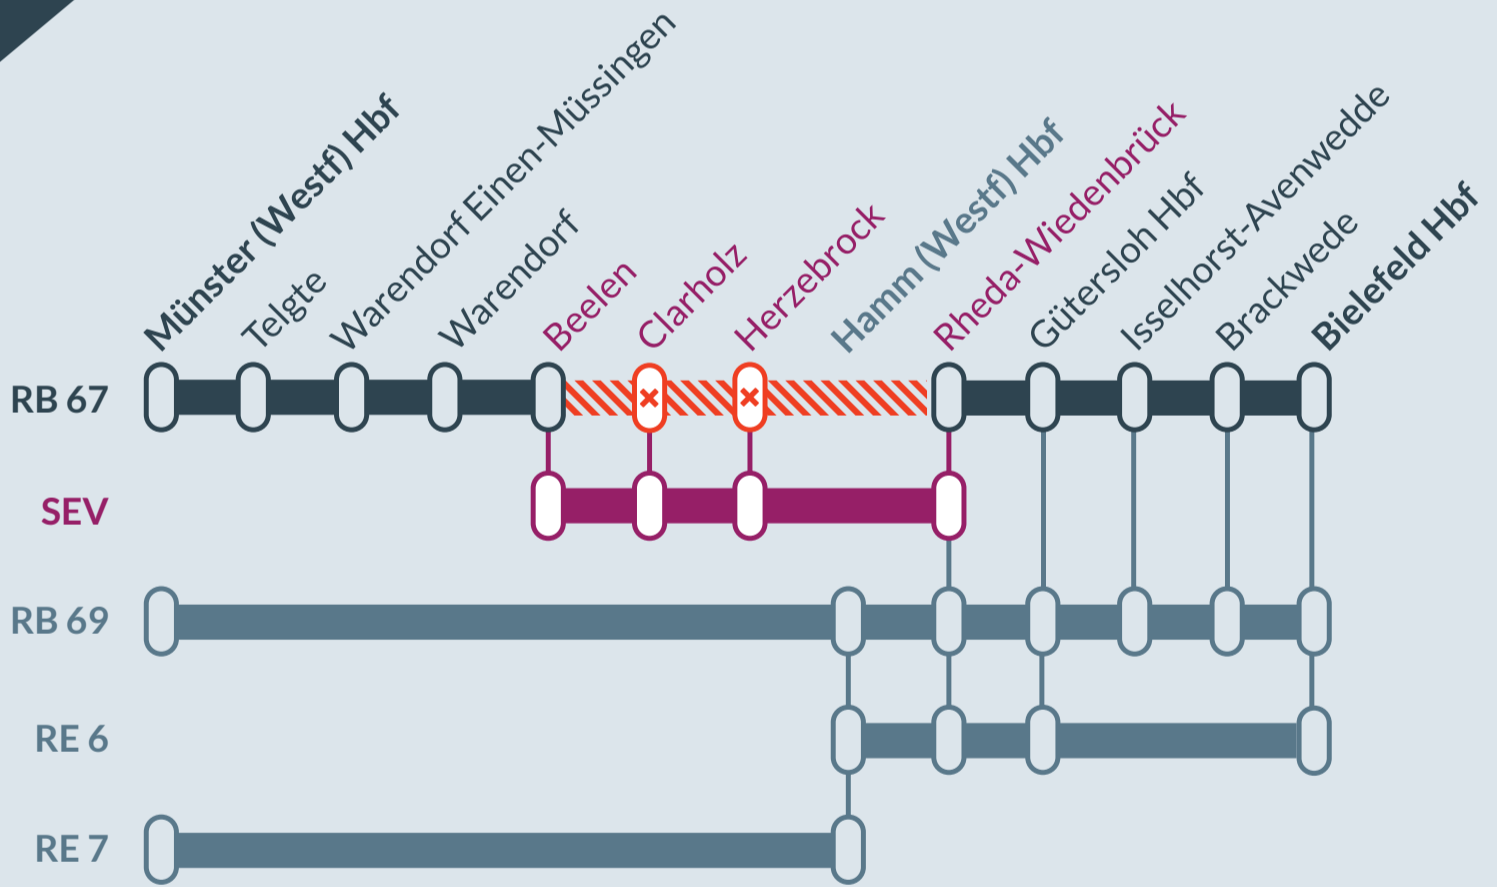 Münster (Westf) Hbf
Telgte
Warendorf Einen-Müssingen
Warendorf
Beelen
Clarholz
Herzebrock
Hamm (Westf) Hbf
Rheda-Wiedenbrück
Gütersloh Hbf
Isselhorst-Avenwedde
Brackwede
Bielefeld Hbf
RB 67
SEV
RB 69
RE 6
RE 7